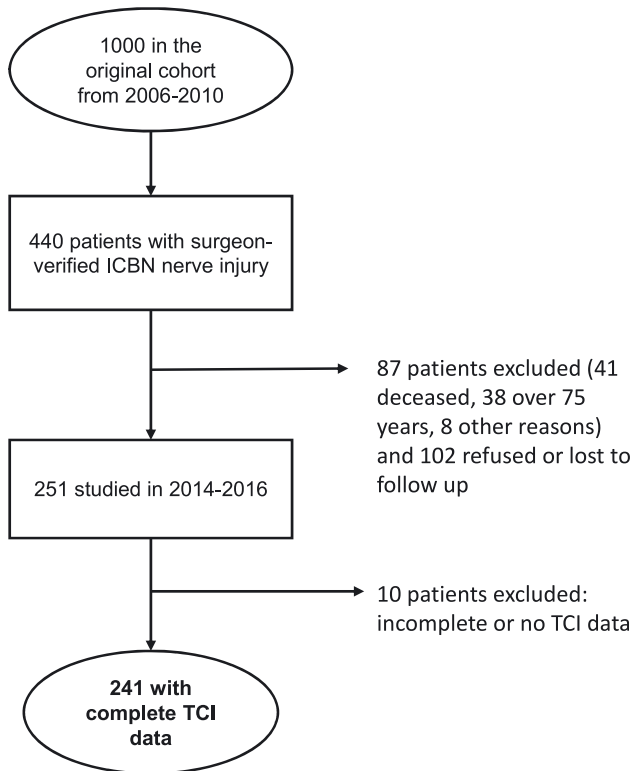 1000 in the
original cohort
from 2006-2010
440 patients with surgeon-
verified ICBN nerve injury
87 patients excluded (41
deceased, 38 over 75
years, 8 other reasons)
and 102 refused or lost to
follow up
251 studied in 2014-2016
10 patients excluded:
incomplete or no TCI data
241 with
complete TCI
data